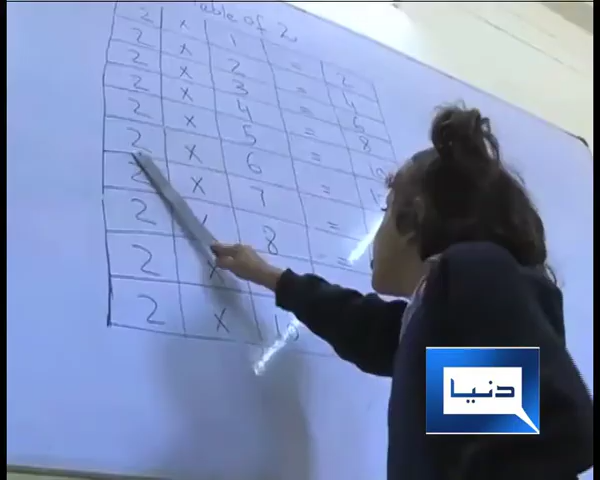 Table of 2
2 x 1 = 2
2 x 2 = 4
2 x 3 = 6
2 x 4 = 8
2 x 5 = 10
2 x 6 =
2 x 7 =
2 x 8 =
2 x
2 x 10
دنیا